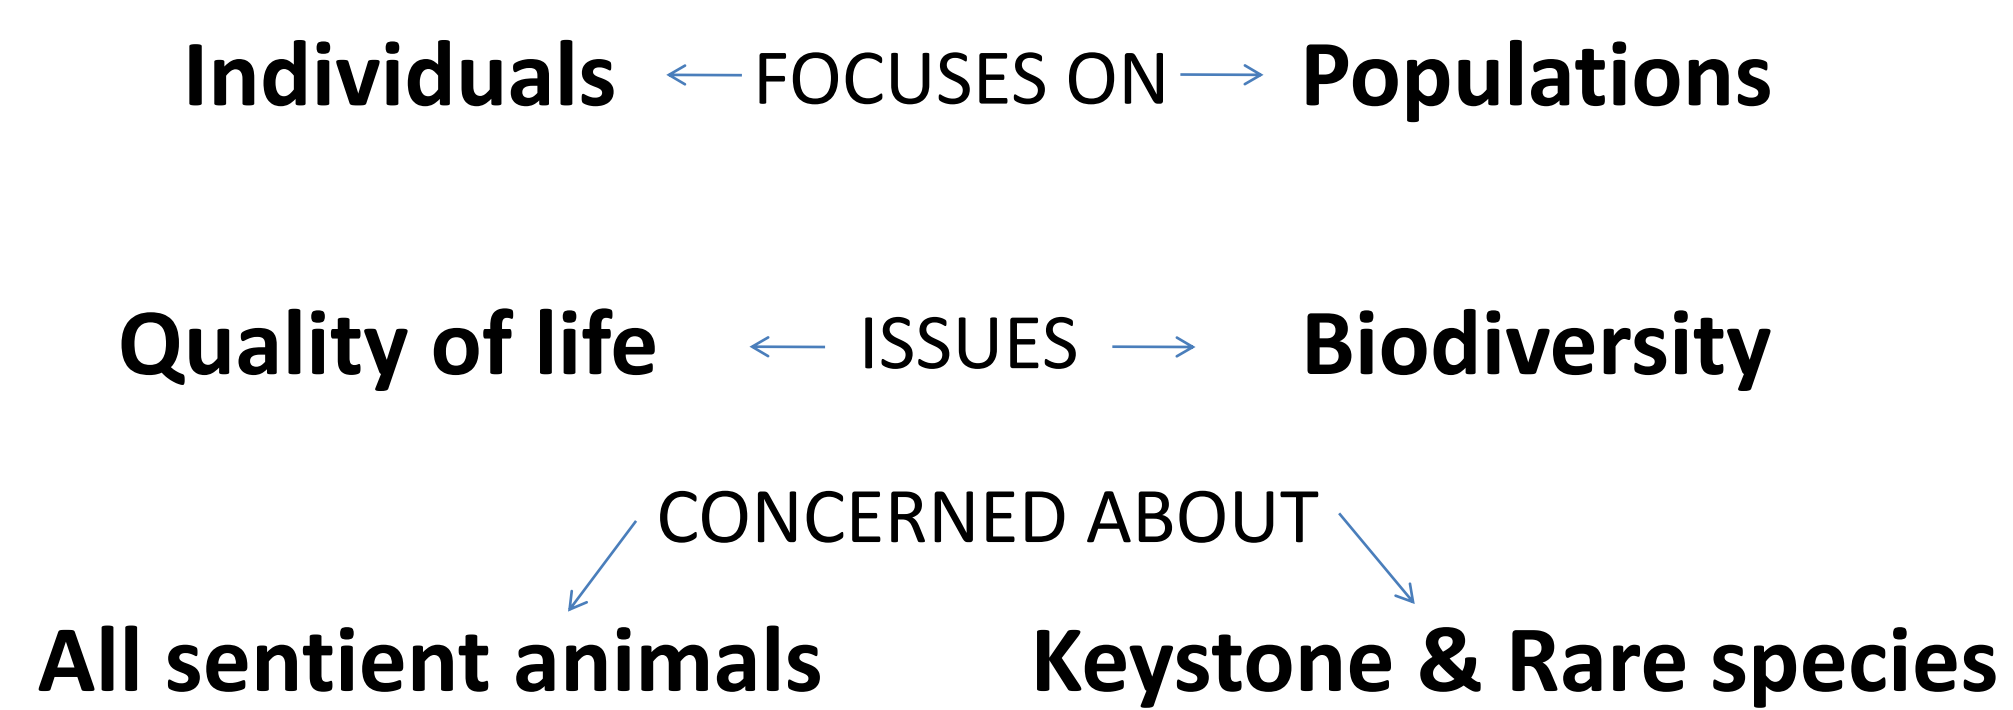 Individuals FOCUSES ON Populations
Quality of life ISSUES Biodiversity
CONCERNED ABOUT
All sentient animals Keystone & Rare species